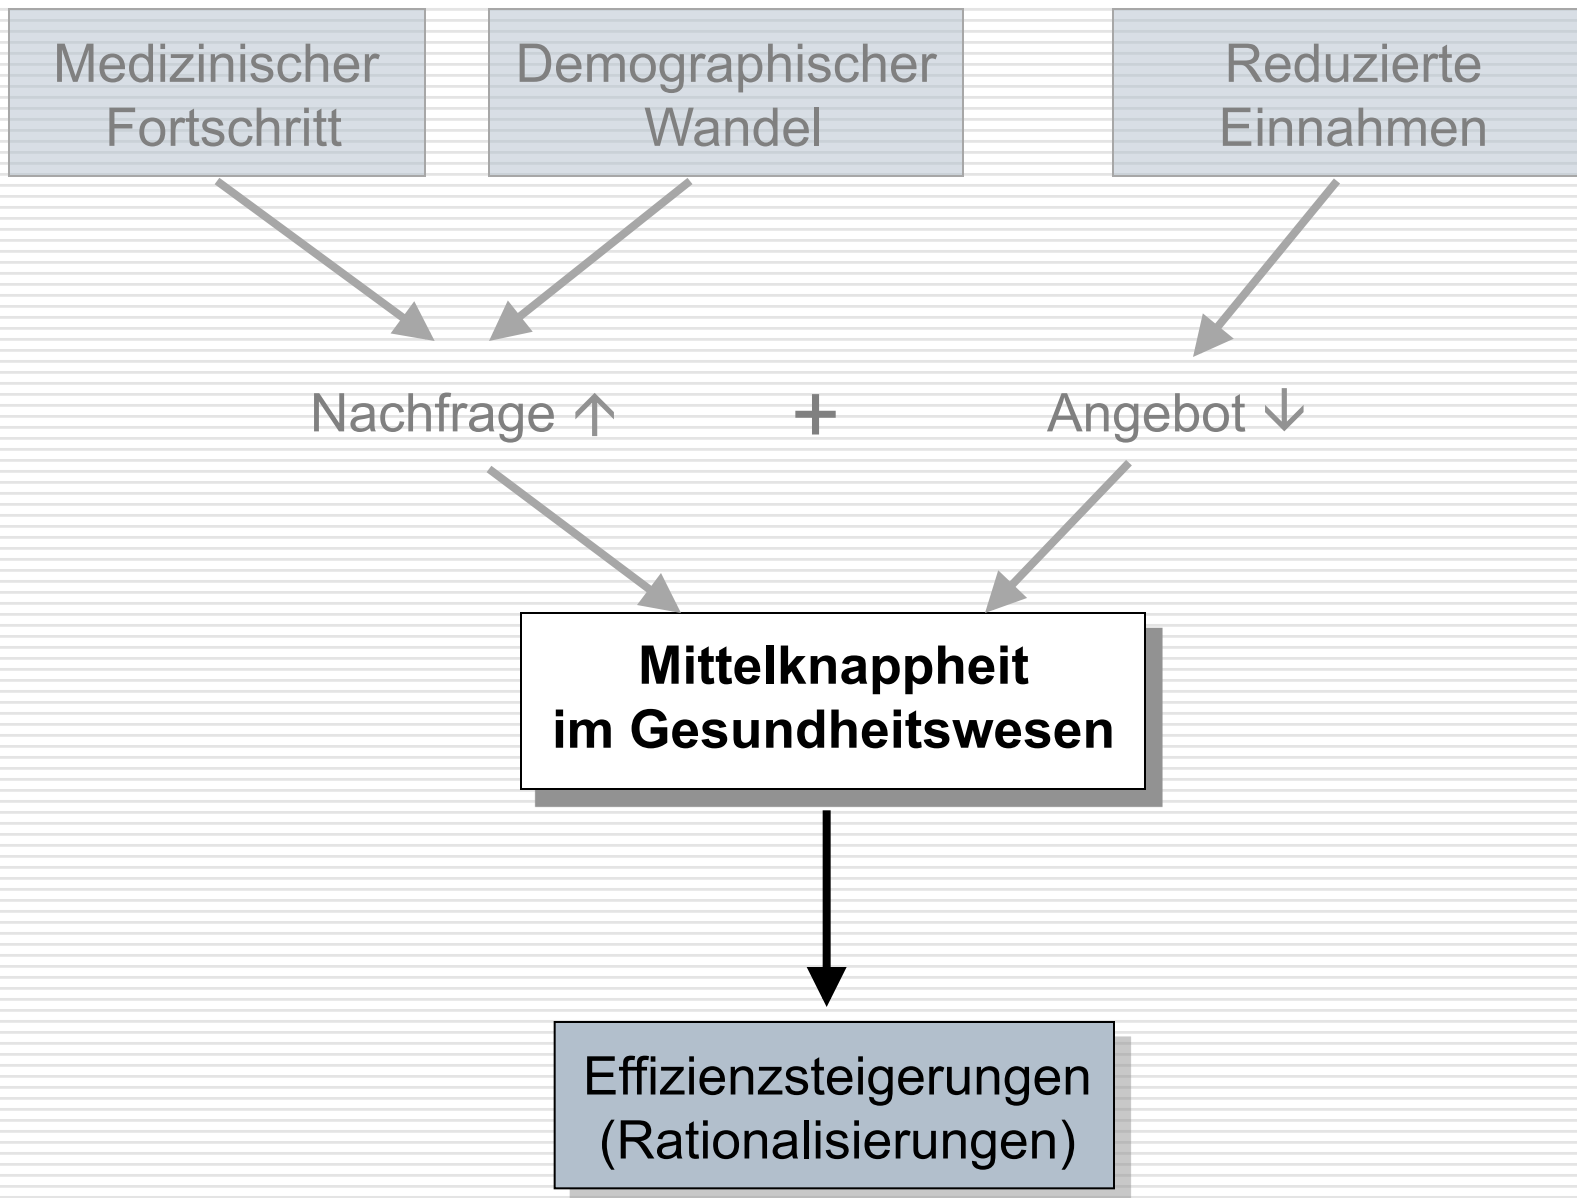 Medizinischer
Fortschritt
Demographischer
Wandel
Reduzierte
Einnahmen
Nachfrage ↑
+
Angebot ↓
Mittelknappheit
im Gesundheitswesen
Effizienzsteigerungen
(Rationalisierungen)